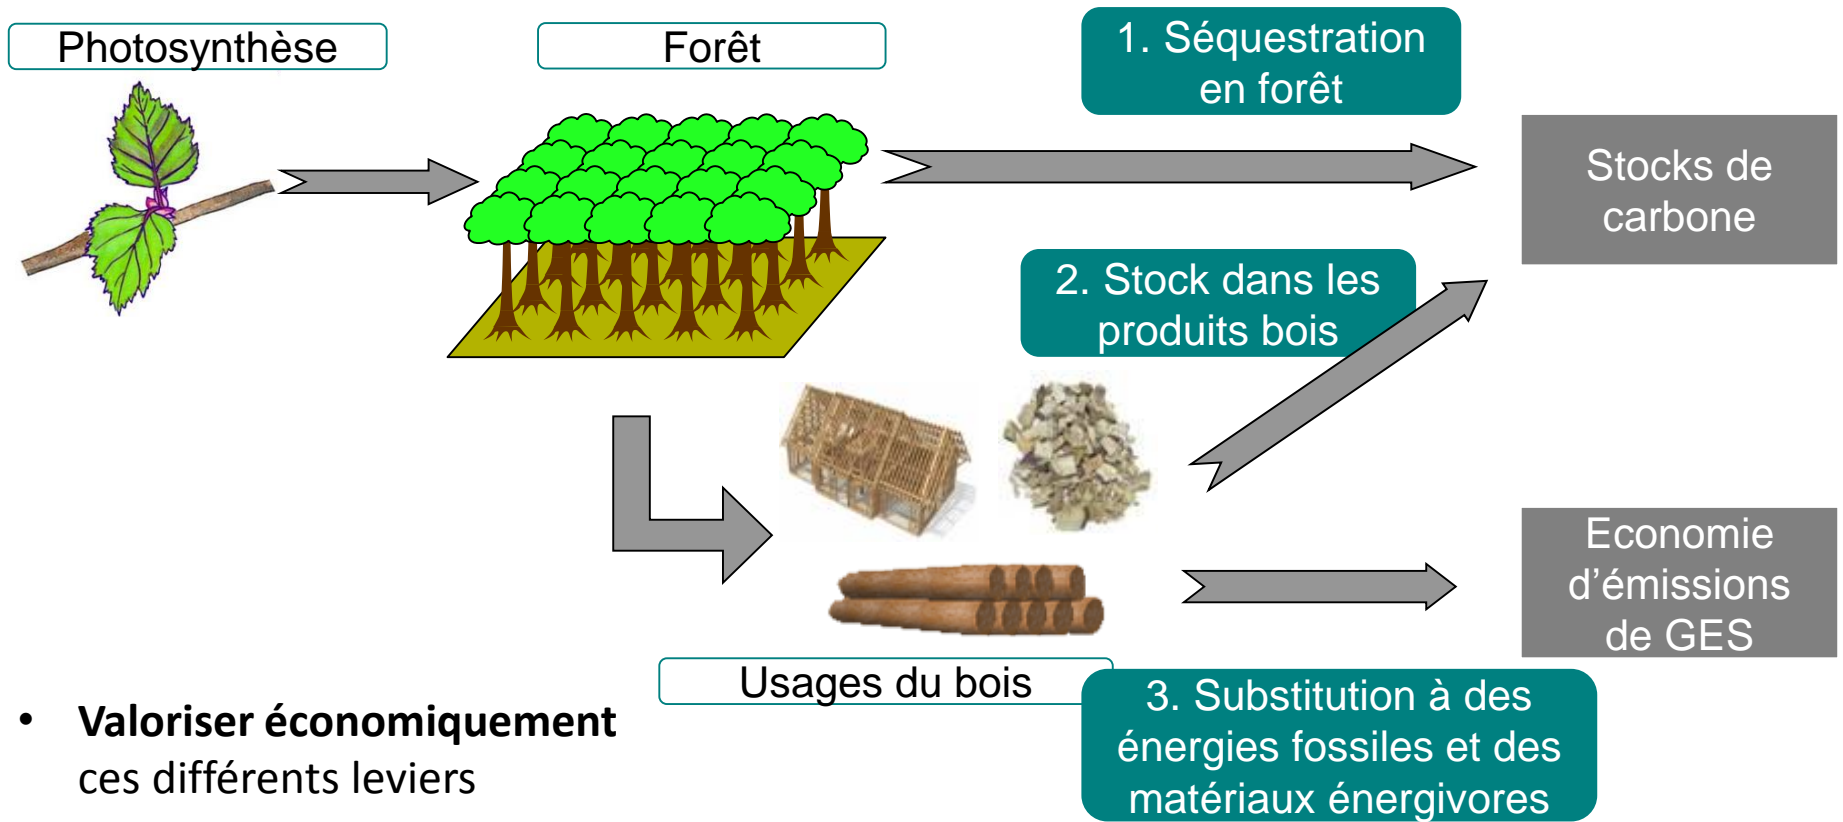 Photosynthèse
Forêt
1. Séquestration
en forêt
Stocks de
carbone
2. Stock dans les
produits bois
Economie
d’émissions
de GES
Usages du bois
3. Substitution à des
énergies fossiles et des
matériaux énergivores
• Valoriser économiquement
ces différents leviers